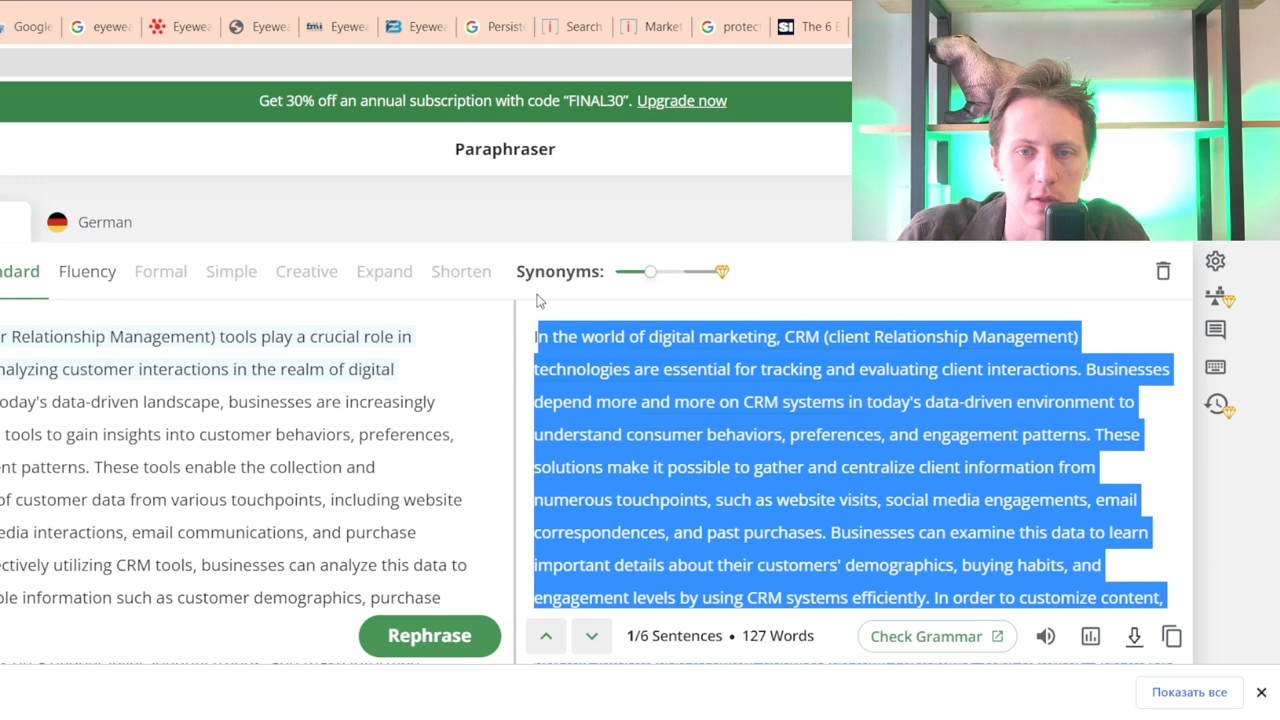 Google
eyewea
Eyewea
Eyewea
fmi
Eyewea
Eyewea
Persiste
Search
Market
protect
SI
The 6 E
Get 30% off an annual subscription with code “FINAL30”. Upgrade now
Paraphraser
German
ndard
Fluency
Formal
Simple
Creative
Expand
Shorten
Synonyms:
r Relationship Management) tools play a crucial role in
nalyzing customer interactions in the realm of digital
oday's data-driven landscape, businesses are increasingly
tools to gain insights into customer behaviors, preferences,
nt patterns. These tools enable the collection and
of customer data from various touchpoints, including website
edia interactions, email communications, and purchase
ectively utilizing CRM tools, businesses can analyze this data to
ole information such as customer demographics, purchase
Rephrase
In the world of digital marketing, CRM (client Relationship Management)
technologies are essential for tracking and evaluating client interactions. Businesses
depend more and more on CRM systems in today's data-driven environment to
understand consumer behaviors, preferences, and engagement patterns. These
solutions make it possible to gather and centralize client information from
numerous touchpoints, such as website visits, social media engagements, email
correspondences, and past purchases. Businesses can examine this data to learn
important details about their customers' demographics, buying habits, and
engagement levels by using CRM systems efficiently. In order to customize content,
1/6 Sentences • 127 Words
Check Grammar
Показать все